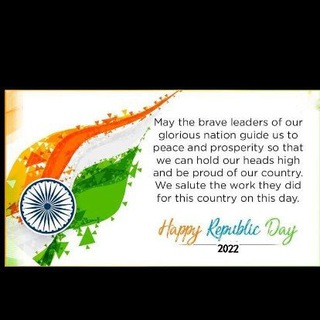 May the brave leaders of our
glorious nation guide us to
peace and prosperity so that
we can hold our heads high
and be proud of our country.
We salute the work they did
for this country on this day.
Happy Republic Day
2022